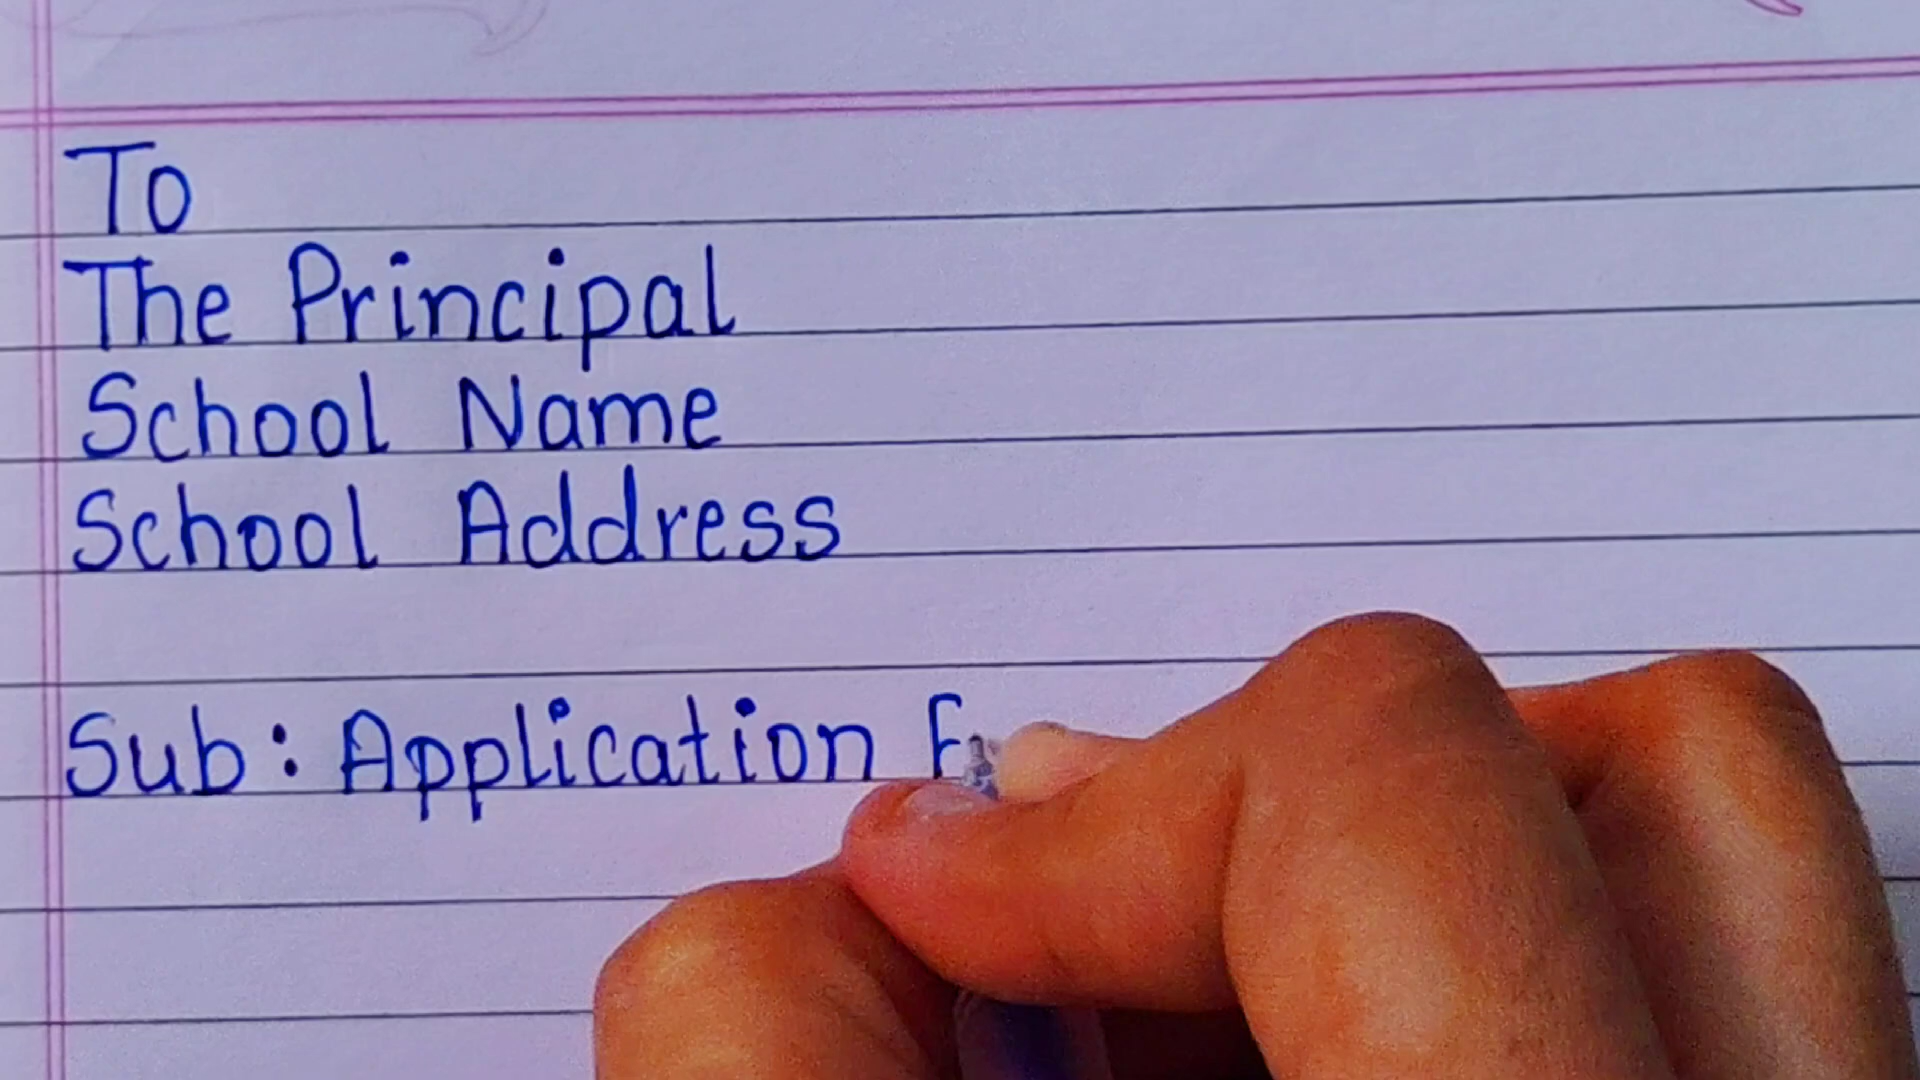 To
The Principal
School Name
School Address
Sub: Application F